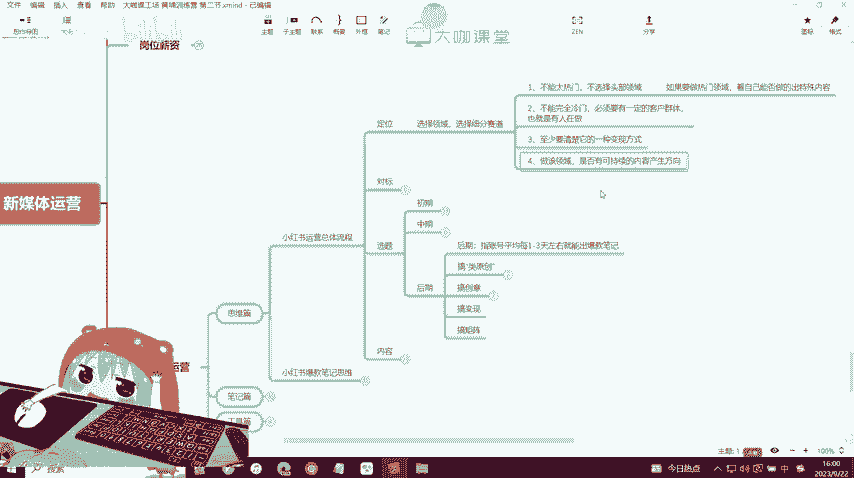 大咖课工场 黄埔训练营 第二节.xmind - 已编辑
文件 编辑 插入 查看 帮助
主题 子主题 联系 概要 外框 笔记
ZEN 分享
格式
大咖课堂
岗位薪资
新媒体运营
运营
思维篇
笔记篇
工具篇
小红书运营总体流程
小红书爆款笔记思维
定位 选择领域，选择细分赛道
1、不能太热门，不选择头部领域 如果要做热门领域，看自己能否做的出特殊内容
2、不能完全冷门，必须要有一定的客户群体，
也就是有人在做
3、至少要清楚它的一种变现方式
4、做该领域，是否有可持续的内容产生方向
对标
选题
初期
中期
后期
后期：指账号平均每1-3天左右就能出爆款笔记
搞“类原创”
搞创意
搞变现
搞矩阵
内容
主题: 1
100%
搜索
今日热点
中
16:00
2023/9/22